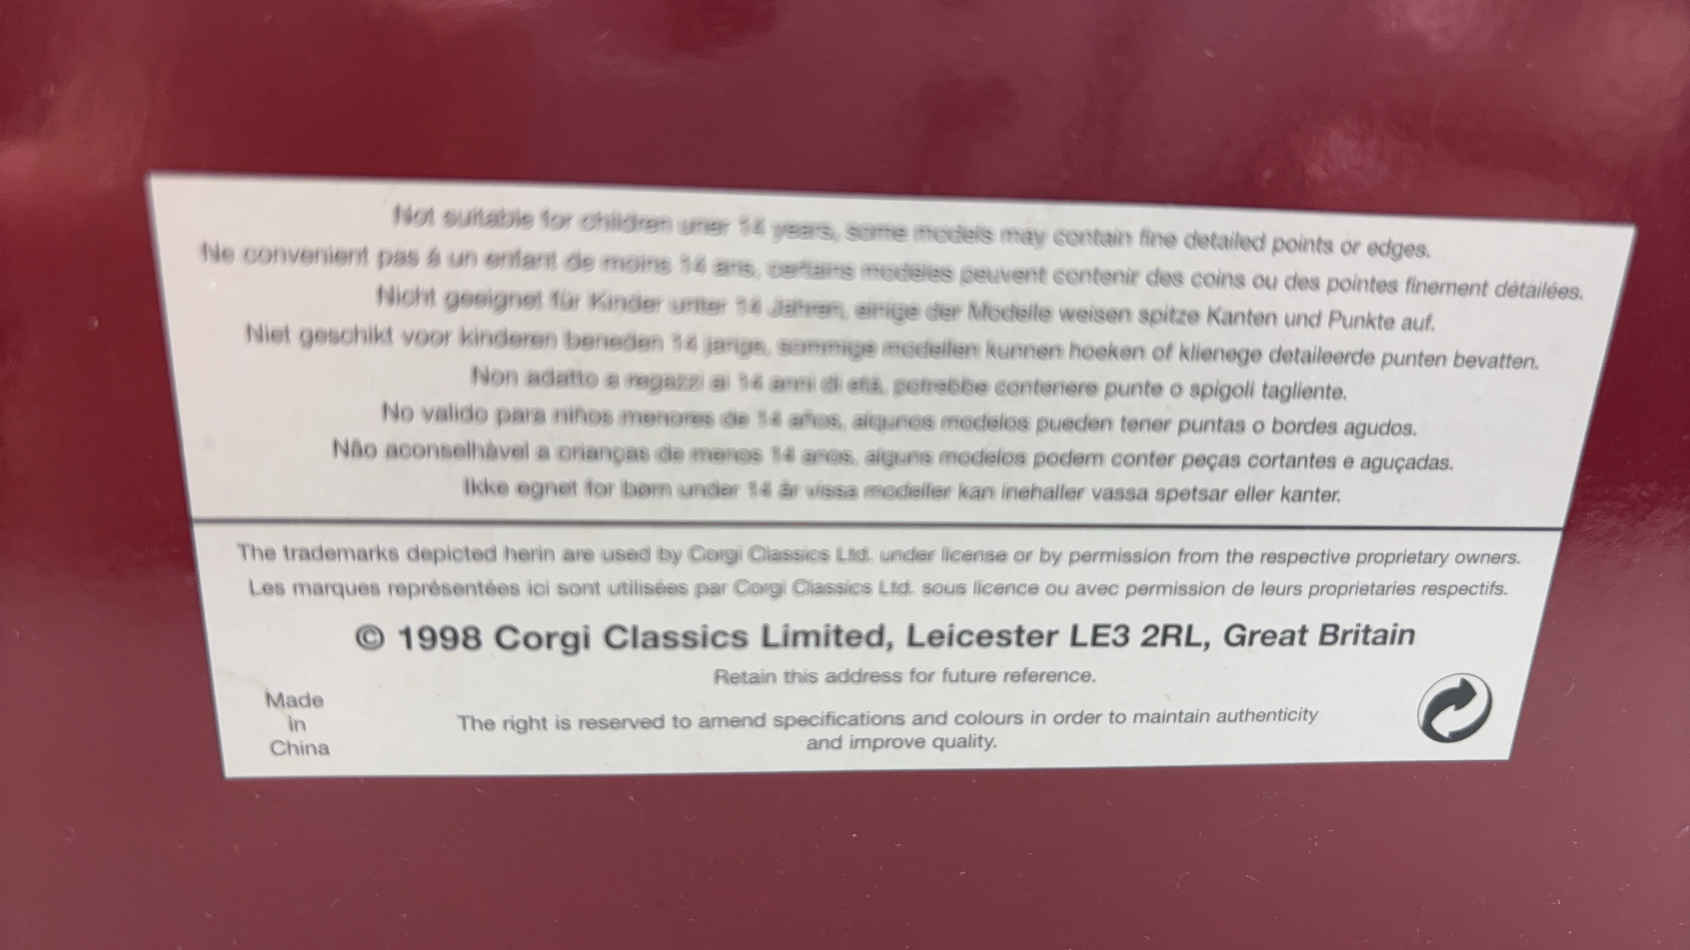 Not suitable for children uner 14 years, some models may contain fine detailed points or edges.
Ne convenient pas á un enfant de moins 14 ans, certains modèles peuvent contenir des coins ou des pointes finement détailées.
Nicht geeignet für Kinder unter 14 Jahren, einige der Modelle weisen spitze Kanten und Punkte auf.
Niet geschikt voor kinderen beneden 14 jarige, sommige modellen kunnen hoeken of klienege detaileerde punten bevatten.
Non adatto a regazzi ai 14 anni di età, potrebbe contenere punte o spigoli tagliente.
No valido para niños menores de 14 años, algunos modelos pueden tener puntas o bordes agudos.
Não aconselhável a crianças de menos 14 anos, alguns modelos podem conter peças cortantes e aguçadas.
Ikke egnet for børn under 14 år vissa modeller kan inehaller vassa spetsar eller kanter.
The trademarks depicted herin are used by Corgi Classics Ltd. under license or by permission from the respective proprietary owners.
Les marques représentées ici sont utilisées par Corgi Classics Ltd. sous licence ou avec permission de leurs proprietaries respectifs.
© 1998 Corgi Classics Limited, Leicester LE3 2RL, Great Britain
Retain this address for future reference.
Made
in
China
The right is reserved to amend specifications and colours in order to maintain authenticity
and improve quality.